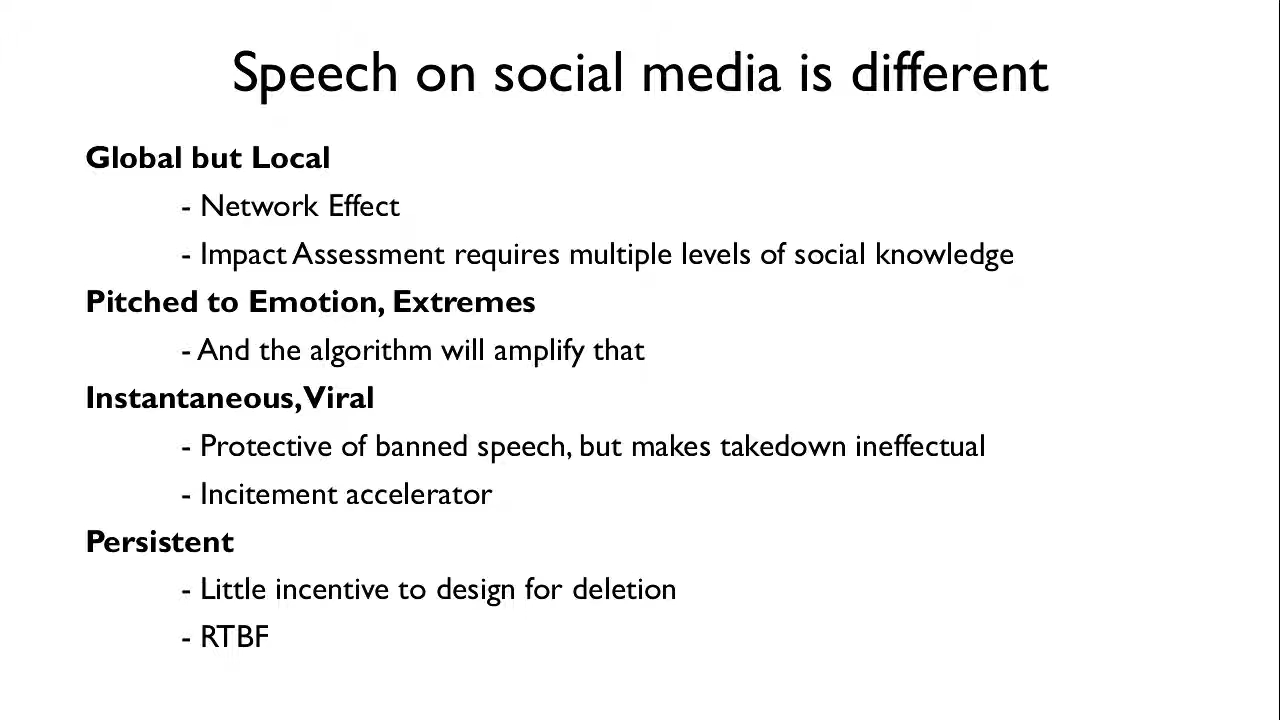 Speech on social media is different
Global but Local
- Network Effect
- Impact Assessment requires multiple levels of social knowledge
Pitched to Emotion, Extremes
- And the algorithm will amplify that
Instantaneous, Viral
- Protective of banned speech, but makes takedown ineffectual
- Incitement accelerator
Persistent
- Little incentive to design for deletion
- RTBF